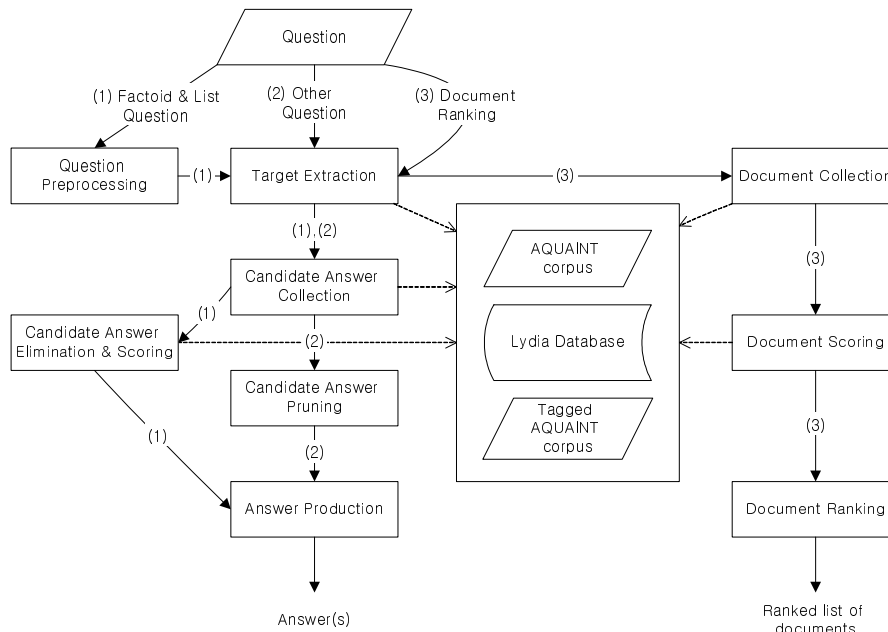 Question
(1) Factoid & List
Question
(2) Other
Question
(3) Document
Ranking
Question
Preprocessing
(1)
Target Extraction
(3)
Document Collection
(1),(2)
AQUAINT
corpus
(3)
Candidate Answer
Collection
(1)
Candidate Answer
Elimination & Scoring
(2)
Lydia Database
Document Scoring
Candidate Answer
Pruning
Tagged
AQUAINT
corpus
(3)
(1)
(2)
Answer Production
Document Ranking
Answer(s)
Ranked list of
documents